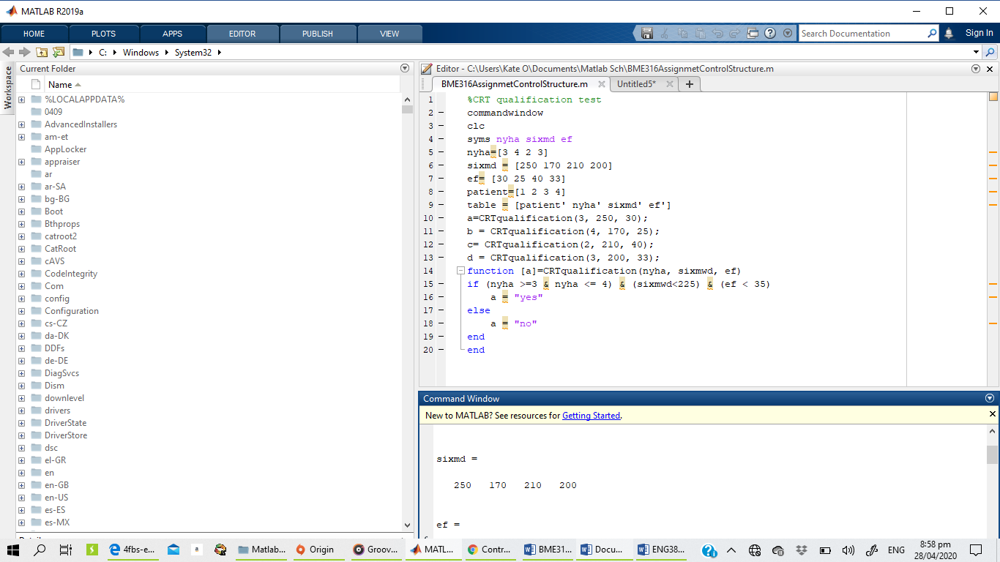 MATLAB R2019a
HOME PLOTS APPS EDITOR PUBLISH VIEW Search Documentation Sign In
C: Windows System32
Workspace
Current Folder
Name
%LOCALAPPDATA%
0409
AdvancedInstallers
am-et
AppLocker
appraiser
ar
ar-SA
bg-BG
Boot
Bthprops
catroot2
CatRoot
cAVS
CodeIntegrity
Com
config
Configuration
cs-CZ
da-DK
DDFs
de-DE
DiagSvcs
Dism
downlevel
drivers
DriverState
DriverStore
dsc
el-GR
en
en-GB
en-US
es-ES
es-MX
Editor - C:\Users\Kate O\Documents\Matlab Sch\BME316AssignmetControlStructure.m
BME316AssignmetControlStructure.m Untitled5*
1 %CRT qualification test
2 commandwindow
3 clc
4 syms nyha sixmd ef
5 nyha=[3 4 2 3]
6 sixmd = [250 170 210 200]
7 ef= [30 25 40 33]
8 patient=[1 2 3 4]
9 table = [patient' nyha' sixmd' ef']
10 a=CRTqualification(3, 250, 30);
11 b = CRTqualification(4, 170, 25);
12 c= CRTqualification(2, 210, 40);
13 d = CRTqualification(3, 200, 33);
14 function [a]=CRTqualification(nyha, sixmwd, ef)
15 if (nyha >=3 & nyha <= 4) & (sixmwd<225) & (ef < 35)
16 a = "yes"
17 else
18 a = "no"
19 end
20 end
Command Window
New to MATLAB? See resources for Getting Started.
sixmd =
250 170 210 200
ef =
4fbs-e... a Matlab... Origin Groov... MATL... Contr... BME31... Docu... ENG38... ENG 8:58 pm
28/04/2020